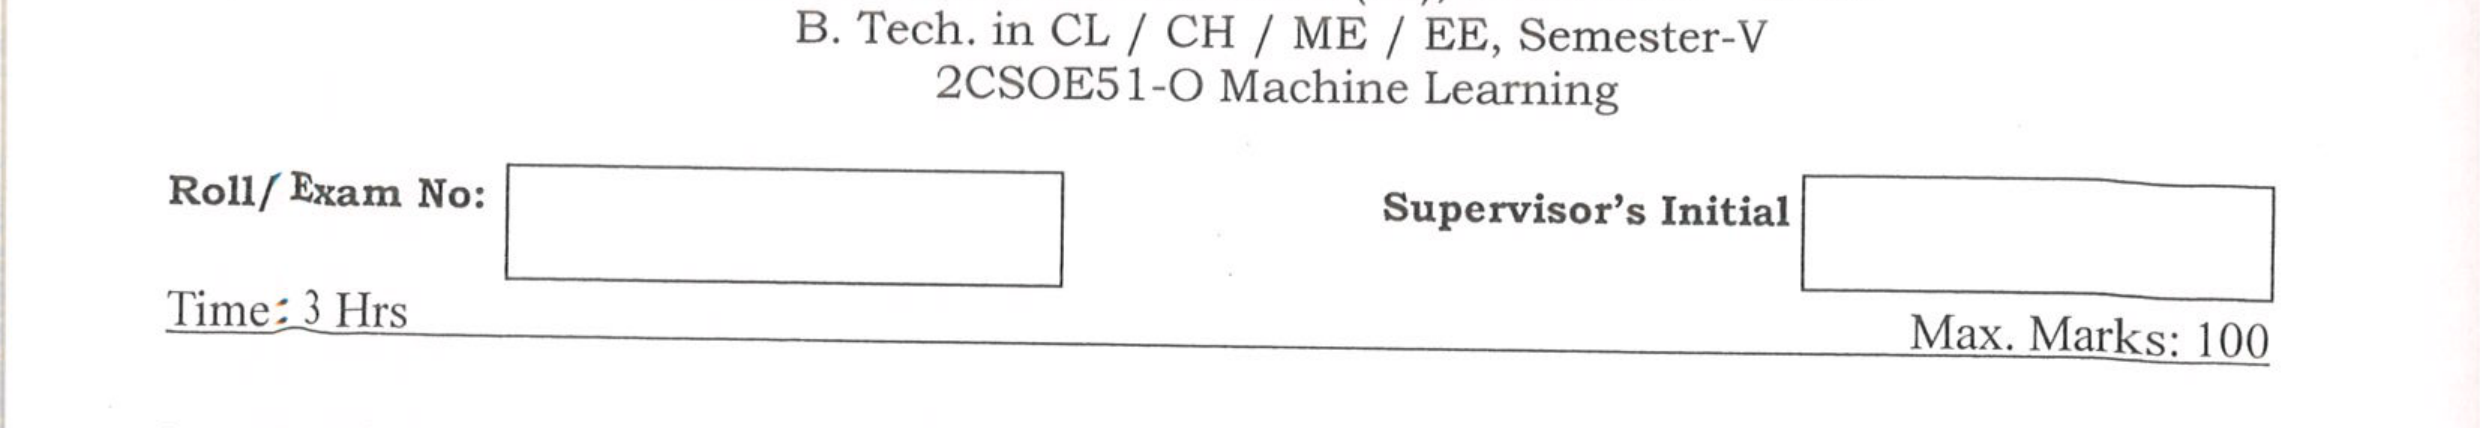 B. Tech. in CL / CH / ME / EE, Semester-V
2CSOE51-O Machine Learning
Roll/ Exam No:
Supervisor's Initial
Time: 3 Hrs
Max. Marks: 100